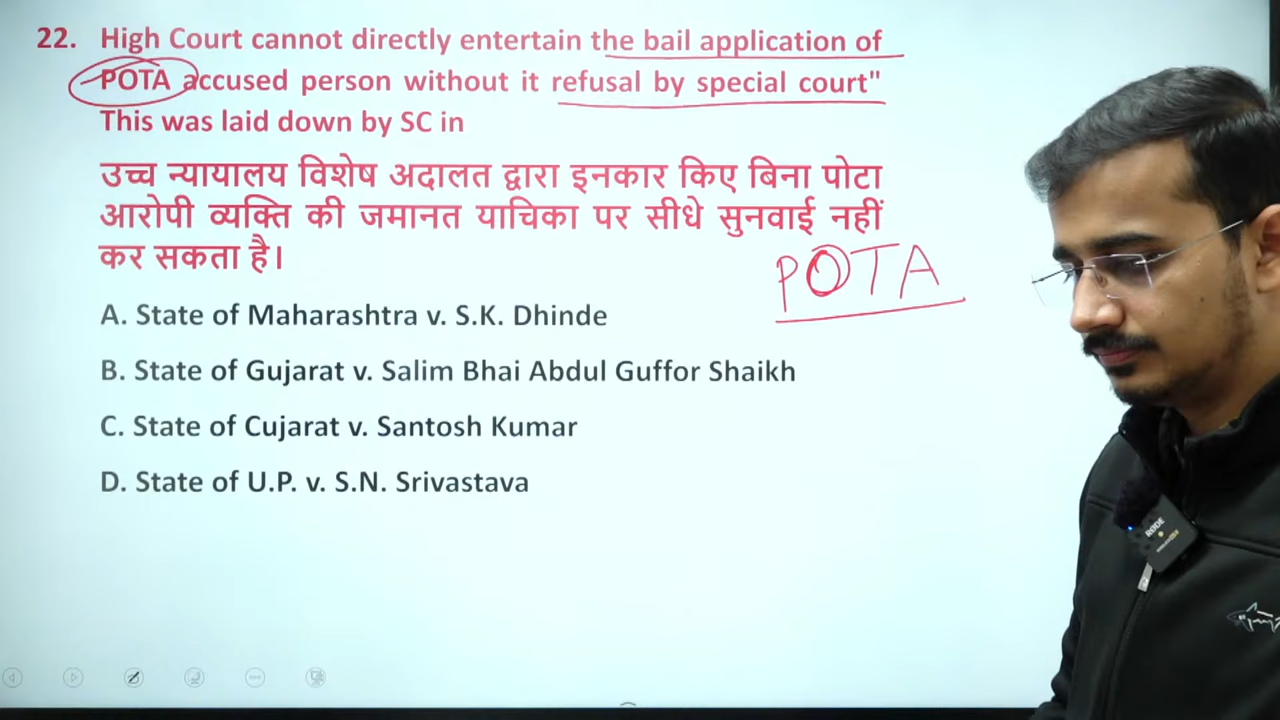 22. High Court cannot directly entertain the bail application of
POTA accused person without it refusal by special court"
This was laid down by SC in
उच्च न्यायालय विशेष अदालत द्वारा इनकार किए बिना पोटा
आरोपी व्यक्ति की जमानत याचिका पर सीधे सुनवाई नहीं
कर सकता है।
POTA
A. State of Maharashtra v. S.K. Dhinde
B. State of Gujarat v. Salim Bhai Abdul Guffor Shaikh
C. State of Cujarat v. Santosh Kumar
D. State of U.P. v. S.N. Srivastava
RODE